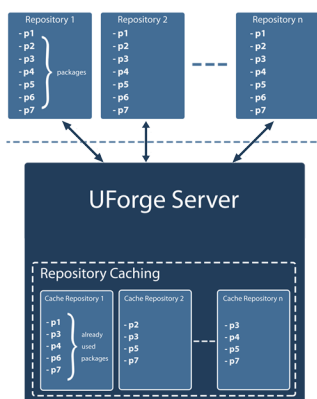 Repository 1
- p1
- p2
- p3
- p4
- p5
- p6
- p7
packages
Repository 2
- p1
- p2
- p3
- p4
- p5
- p6
- p7
Repository n
- p1
- p2
- p3
- p4
- p5
- p6
- p7
UForge Server
Repository Caching
Cache Repository 1
- p1
- p3
- p4
- p6
- p7
already
used
packages
Cache Repository 2
- p2
- p3
- p5
- p7
Cache Repository n
- p3
- p4
- p5
- p7